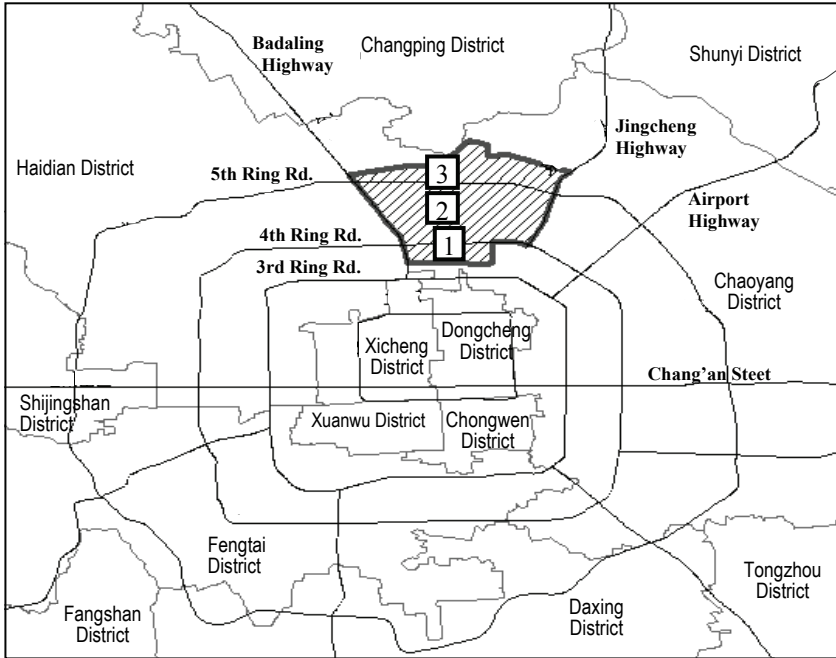 Badaling
Highway
Changping District
Shunyi District
Jingcheng
Highway
Haidian District
5th Ring Rd.
3
2
Airport
Highway
4th Ring Rd.
1
3rd Ring Rd.
Chaoyang
District
Xicheng
District
Dongcheng
District
Chang'an Steet
Shijingshan
District
Xuanwu District
Chongwen
District
Fengtai
District
Tongzhou
District
Fangshan
District
Daxing
District